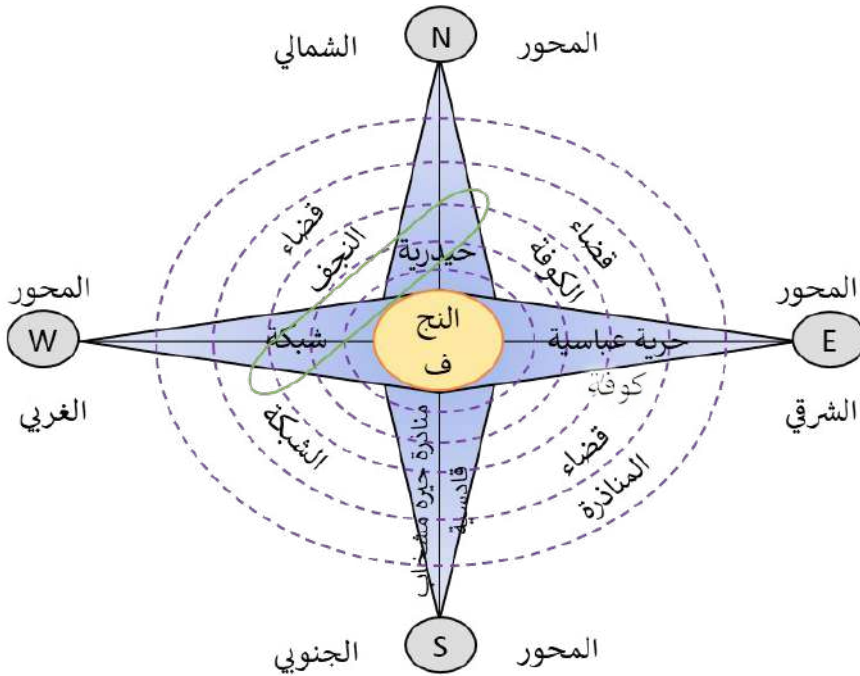 N
المحور الشمالي
قضاء
الكوفة
قضاء
النجف
حيدرية
المحور
E
الشرقي
المحور
W
الغربي
النج
ف
حرية عباسية
كوفة
شبكة
الشبكة
قضاء
المناذرة
مناذرة حيره مشخاب
قادسية
المحور الجنوبي
S